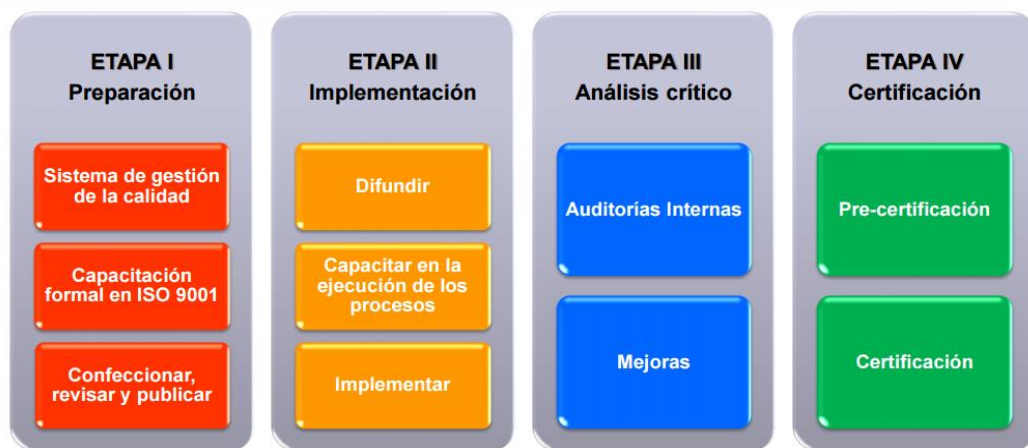 ETAPA I
Preparación
Sistema de gestión
de la calidad
Capacitación
formal en ISO 9001
Confeccionar,
revisar y publicar
ETAPA II
Implementación
Difundir
Capacitar en la
ejecución de los
procesos
Implementar
ETAPA III
Análisis crítico
Auditorías Internas
Mejoras
ETAPA IV
Certificación
Pre-certificación
Certificación